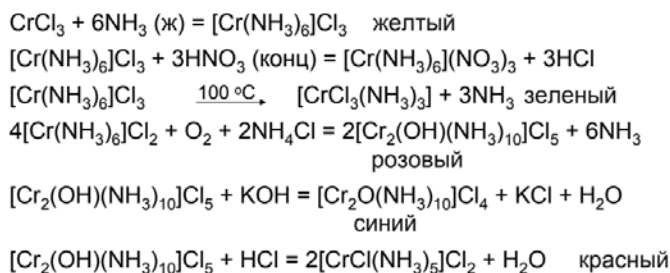 CrCl₃ + 6NH₃ (ж) = [Cr(NH₃)₆]Cl₃ желтый
[Cr(NH₃)₆]Cl₃ + 3HNO₃ (конц) = [Cr(NH₃)₆](NO₃)₃ + 3HCl
[Cr(NH₃)₆]Cl₃ 100 ºC→ [CrCl₃(NH₃)₃] + 3NH₃ зеленый
4[Cr(NH₃)₆]Cl₂ + O₂ + 2NH₄Cl = 2[Cr₂(OH)(NH₃)₁₀]Cl₅ + 6NH₃
розовый
[Cr₂(OH)(NH₃)₁₀]Cl₅ + KOH = [Cr₂O(NH₃)₁₀]Cl₄ + KCl + H₂O
синий
[Cr₂(OH)(NH₃)₁₀]Cl₅ + HCl = 2[CrCl(NH₃)₅]Cl₂ + H₂O красный